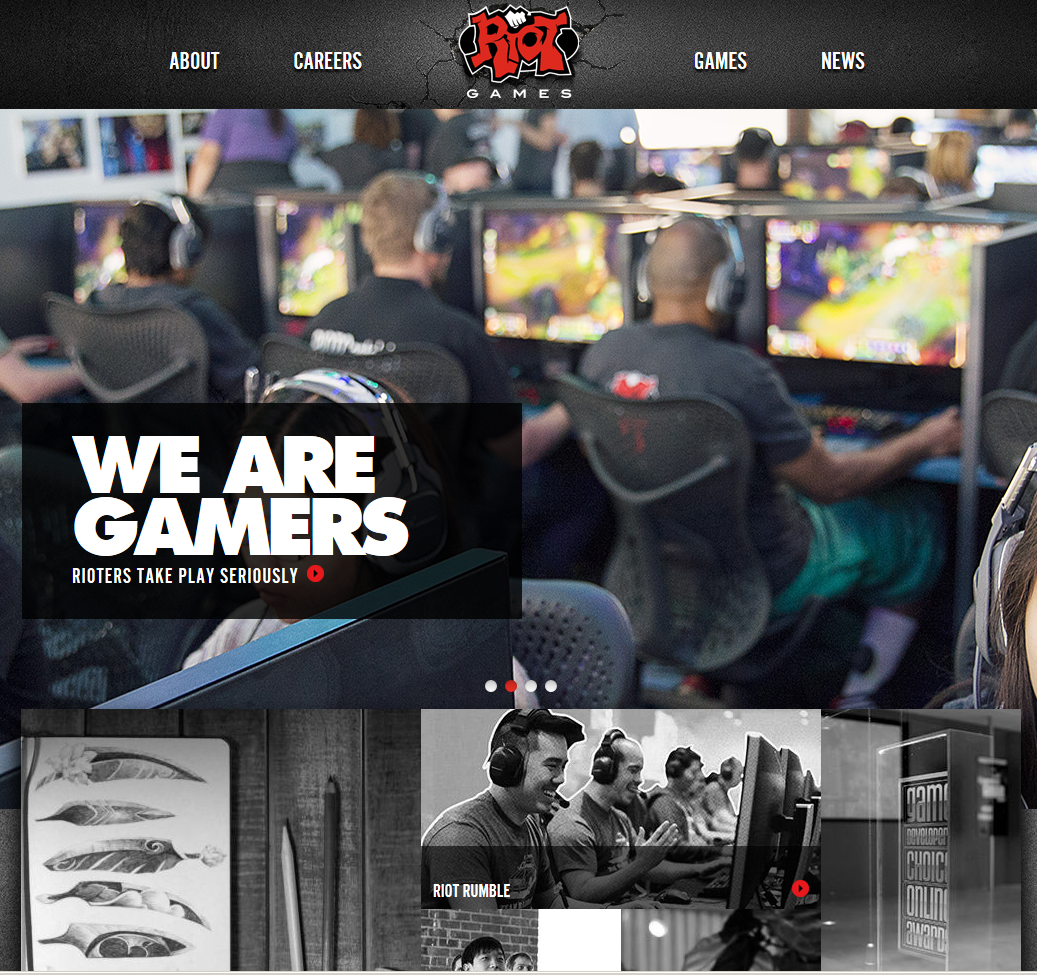 ABOUT
CAREERS
RIOT
GAMES
GAMES
NEWS
WE ARE
GAMERS
RIOTERS TAKE PLAY SERIOUSLY
RIOT RUMBLE
game
DEVELOPER
CHOICE
ONLINE
awards